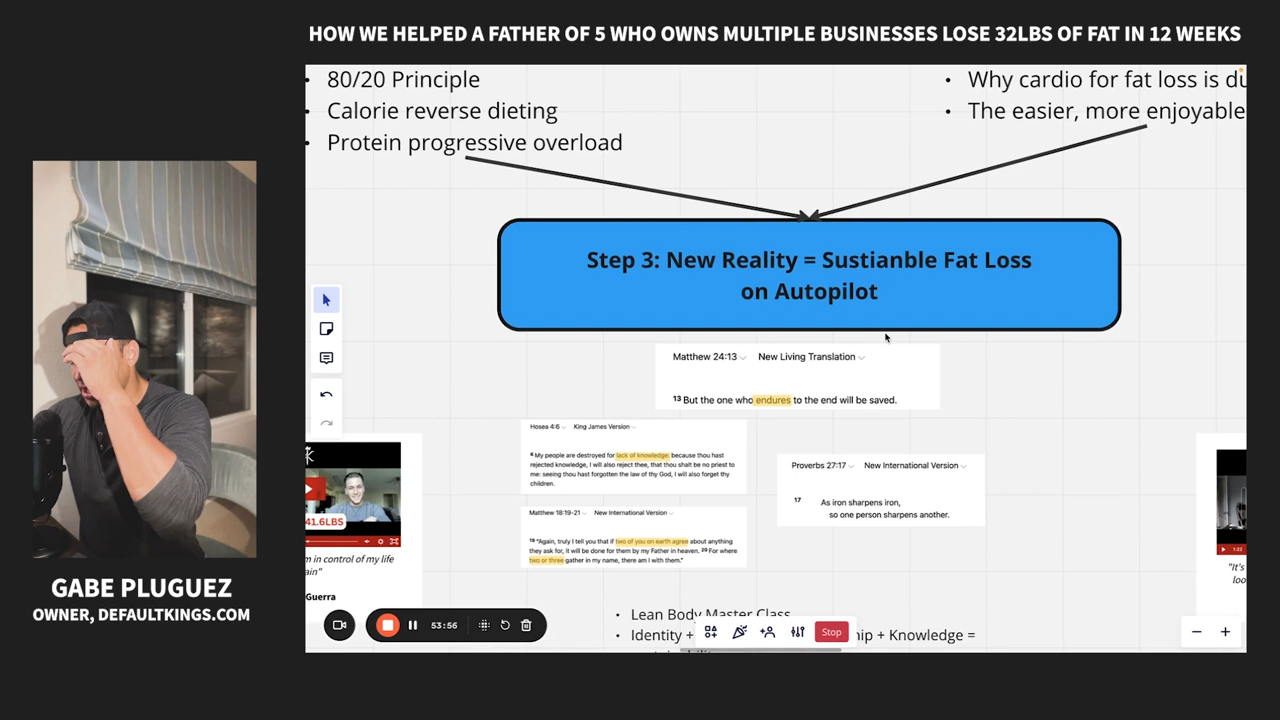 HOW WE HELPED A FATHER OF 5 WHO OWNS MULTIPLE BUSINESSES LOSE 32LBS OF FAT IN 12 WEEKS
• 80/20 Principle
• Calorie reverse dieting
• Protein progressive overload
• Why cardio for fat loss is du
• The easier, more enjoyable
Step 3: New Reality = Sustianble Fat Loss
on Autopilot
Matthew 24:13 New Living Translation
13 But the one who endures to the end will be saved.
Hosea 4:6 King James Version
6 My people are destroyed for lack of knowledge: because thou hast
rejected knowledge, I will also reject thee, that thou shalt be no priest to
me: seeing thou hast forgotten the law of thy God, I will also forget thy
children.
Proverbs 27:17 New International Version
17 As iron sharpens iron,
so one person sharpens another.
Matthew 18:19-21 New International Version
19 "Again, truly I tell you that if two of you on earth agree about anything
they ask for, it will be done for them by my Father in heaven. 20 For where
two or three gather in my name, there am I with them."
41.6LBS
m in control of my life
ain"
Guerra
1:22
"It's
loo
• Lean Body Master Class
• Identity + hip + Knowledge =
53:56
Stop
GABE PLUGUEZ
OWNER, DEFAULTKINGS.COM